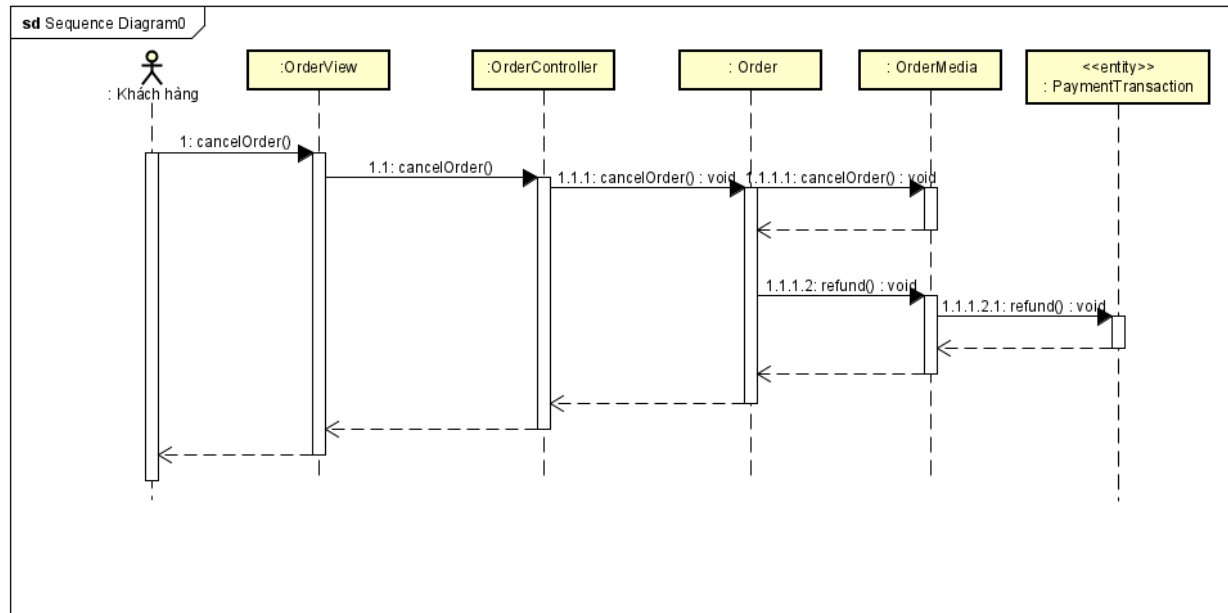 sd Sequence Diagram0
: Khách hàng
:OrderView
:OrderController
: Order
: OrderMedia
<<entity>>
: PaymentTransaction
1: cancelOrder()
1.1: cancelOrder()
1.1.1: cancelOrder() : void
1.1.1.1: cancelOrder() : void
1.1.1.2: refund() : void
1.1.1.2.1: refund() : void